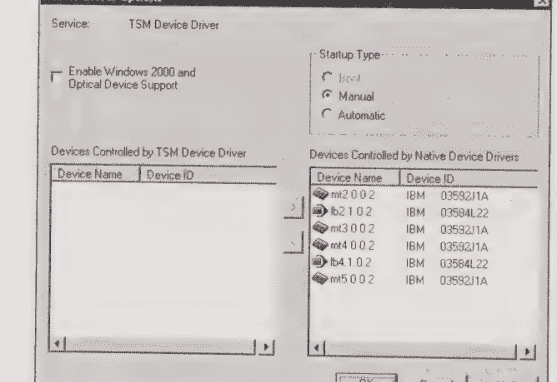 Service: TSM Device Driver
Enable Windows 2000 and
Optical Device Support
Startup Type
Boot
Manual
Automatic
Devices Controlled by TSM Device Driver
Device Name Device ID
Devices Controlled by Native Device Drivers
Device Name Device ID
mt2.0.0.2 IBM 03592J1A
lb2.1.0.2 IBM 03584L22
mt3.0.0.2 IBM 03592J1A
mt4.0.0.2 IBM 03592J1A
lb4.1.0.2 IBM 03584L22
mt5.0.0.2 IBM 03592J1A
OK